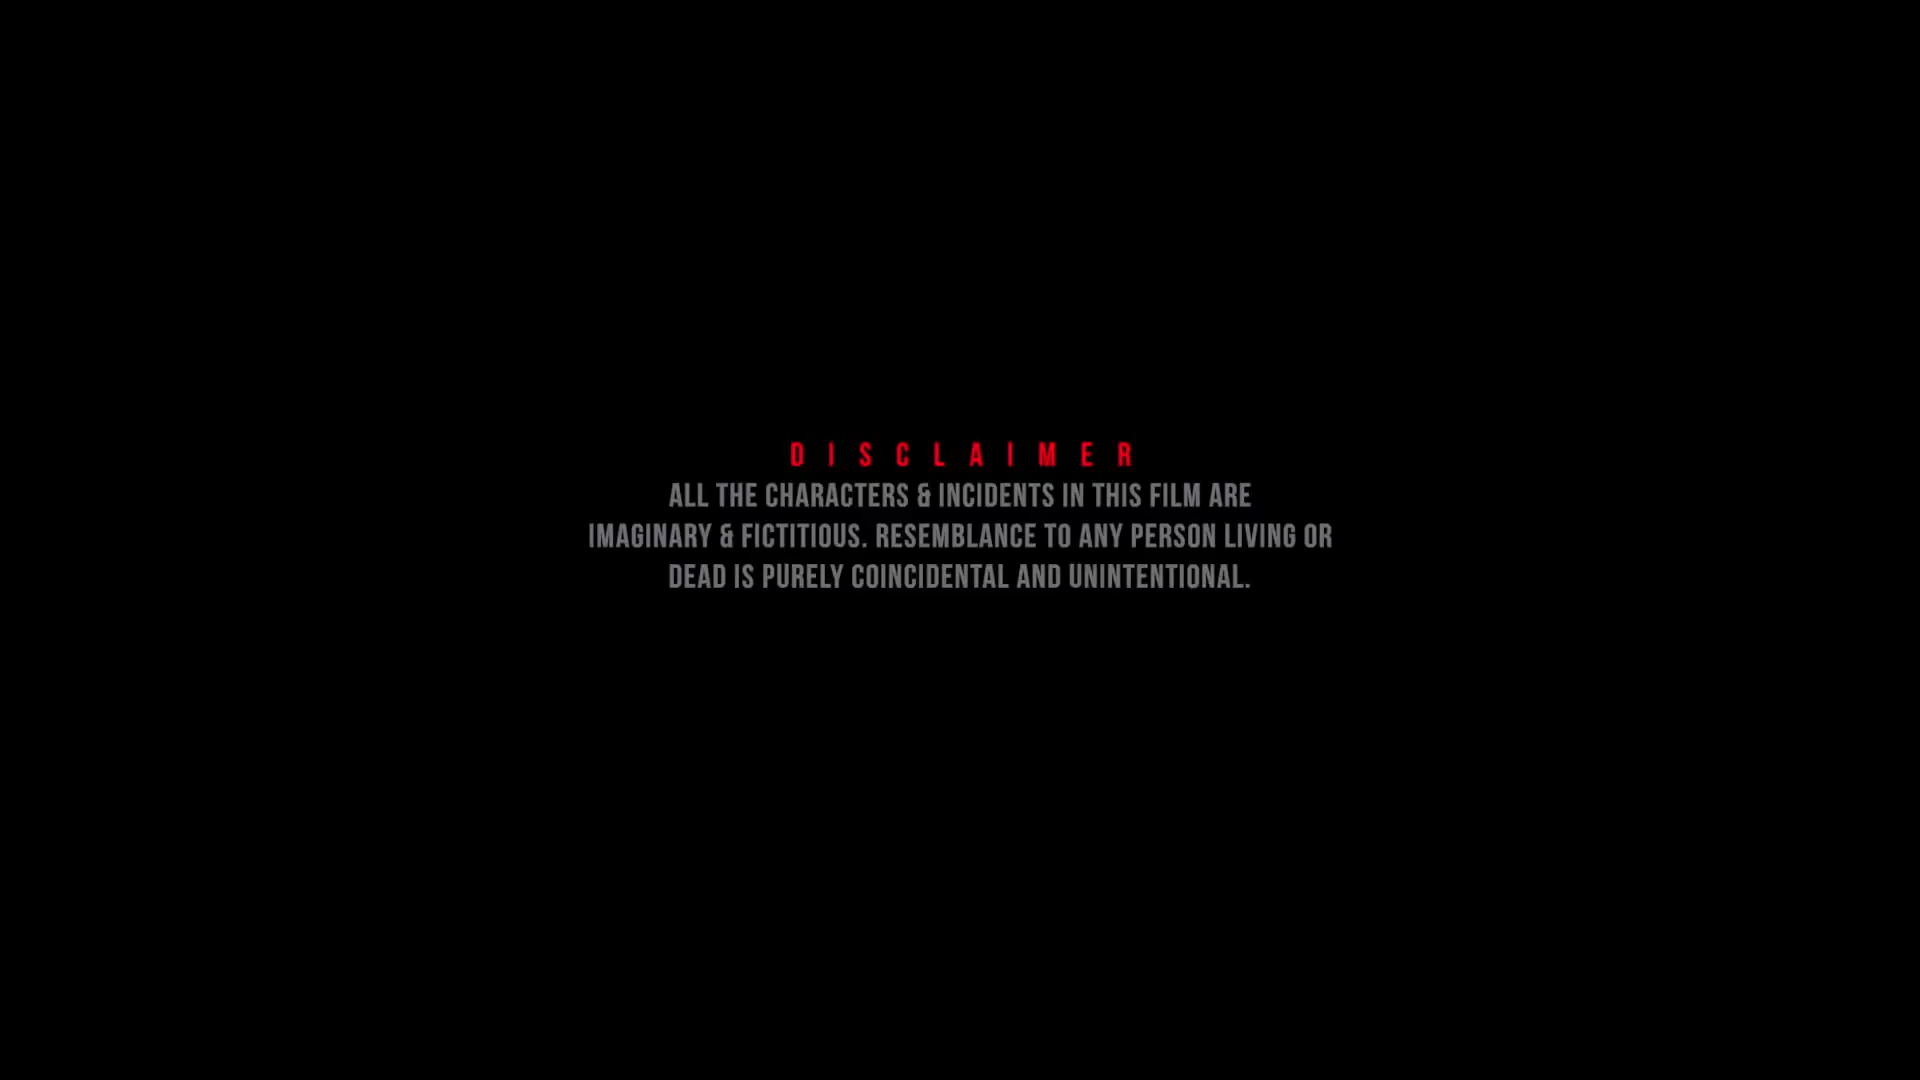 DISCLAIMER
ALL THE CHARACTERS & INCIDENTS IN THIS FILM ARE
IMAGINARY & FICTITIOUS. RESEMBLANCE TO ANY PERSON LIVING OR
DEAD IS PURELY COINCIDENTAL AND UNINTENTIONAL.